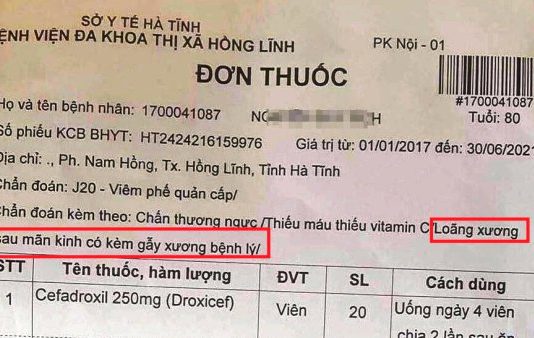 SỞ Y TẾ HÀ TĨNH
BỆNH VIỆN ĐA KHOA THỊ XÃ HỒNG LĨNH
PK Nội - 01
ĐƠN THUỐC
#1700041087
Họ và tên bệnh nhân: 1700041087
Tuổi: 80
Số phiếu KCB BHYT: HT2424216159976 Giá trị từ: 01/01/2017 đến: 30/06/2021
Địa chỉ: ., Ph. Nam Hồng, Tx. Hồng Lĩnh, Tỉnh Hà Tĩnh
Chẩn đoán: J20 - Viêm phế quản cấp/
Chẩn đoán kèm theo: Chấn thương ngực /Thiếu máu thiếu vitamin C/Loãng xương
sau mãn kinh có kèm gẫy xương bệnh lý/
STT Tên thuốc, hàm lượng ĐVT SL Cách dùng
1 Cefadroxil 250mg (Droxicef) Viên 20 Uống ngày 4 viên
chia 2 lần sau ăn